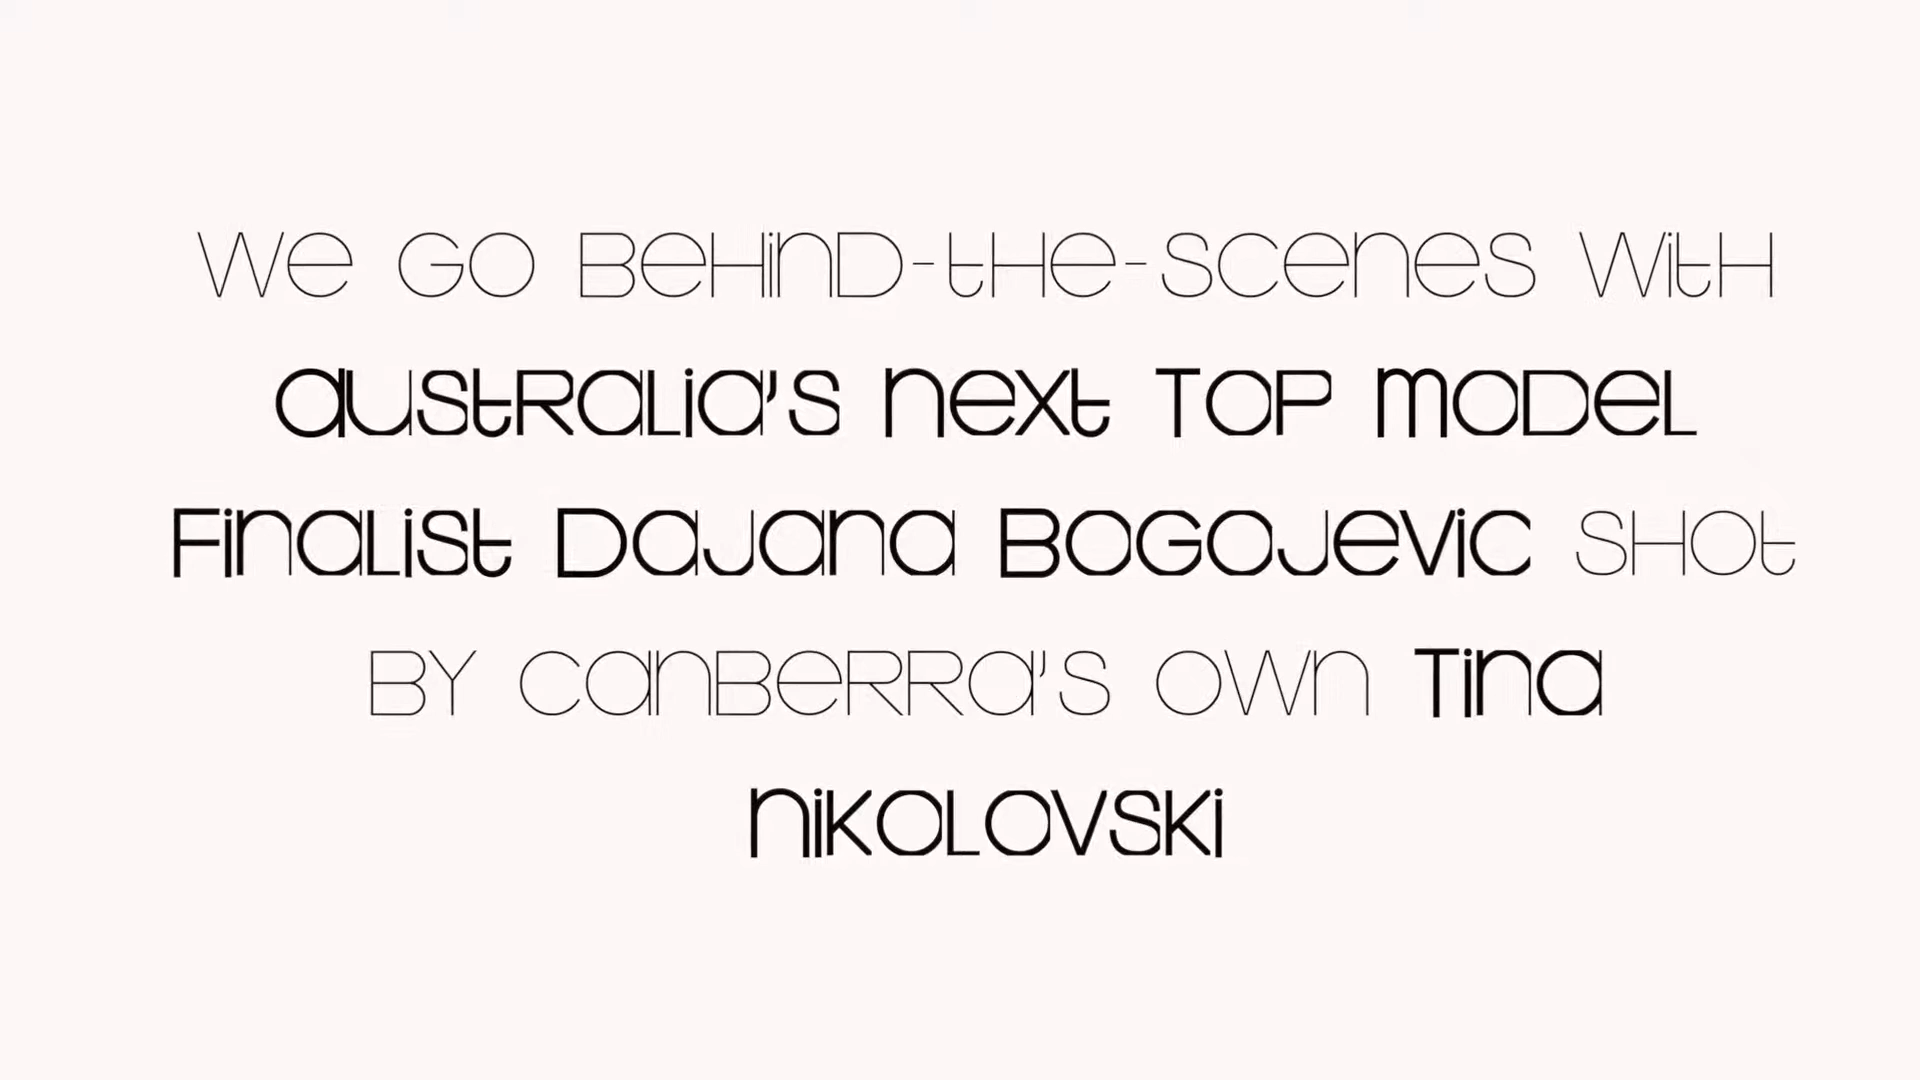 We GO BeHinD-tHe-scenes WitH
austRaLia's next TOP mODeL
FinaList DaJana BOGOJevic SHOt
BY canBeRRa's OWn Tina
niKOLOvsKi